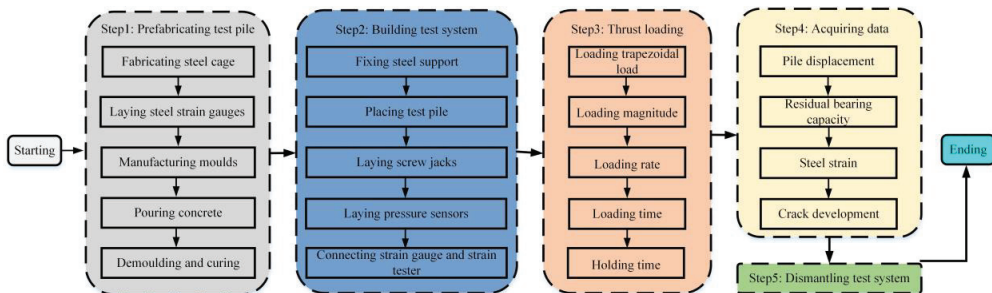 Starting
Step1: Prefabricating test pile
Fabricating steel cage
Laying steel strain gauges
Manufacturing moulds
Pouring concrete
Demoulding and curing
Step2: Building test system
Fixing steel support
Placing test pile
Laying screw jacks
Laying pressure sensors
Connecting strain gauge and strain
tester
Step3: Thrust loading
Loading trapezoidal
load
Loading magnitude
Loading rate
Loading time
Holding time
Step4: Acquiring data
Pile displacement
Residual bearing
capacity
Steel strain
Crack development
Step5: Dismantling test system
Ending